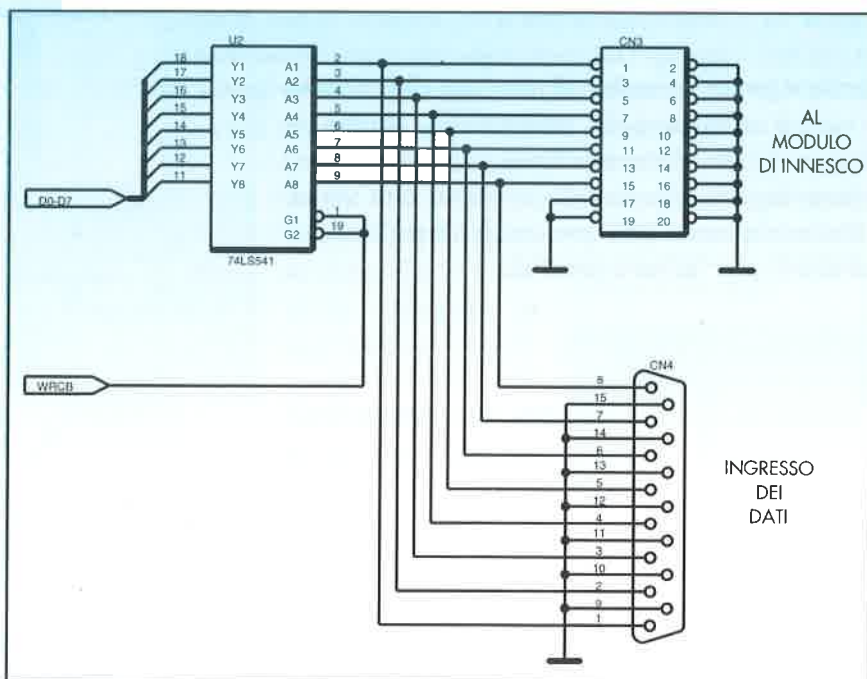 U2
CN3
18 Y1 A1 2
17 Y2 A2 3
16 Y3 A3 4
15 Y4 A4 5
14 Y5 A5 6
13 Y6 A6 7
12 Y7 A7 8
11 Y8 A8 9
G1 1
G2 19
74LS541
D0-D7
1 2
3 4
5 6
7 8
9 10
11 12
13 14
15 16
17 18
19 20
AL
MODULO
DI INNESCO
WRCB
CN4
8
15
7
14
6
13
5
12
4
11
3
10
2
9
1
INGRESSO
DEI
DATI